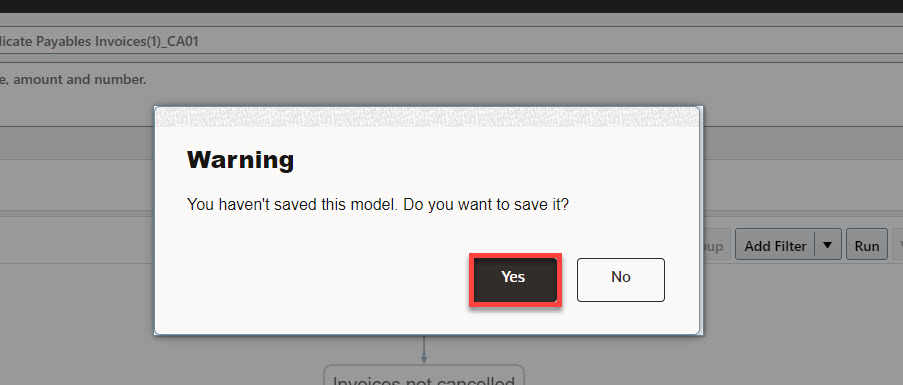 licate Payables Invoices(1)_CA01
e, amount and number.
Warning
You haven't saved this model. Do you want to save it?
Add Filter Run
Yes No
Invoices not cancelled